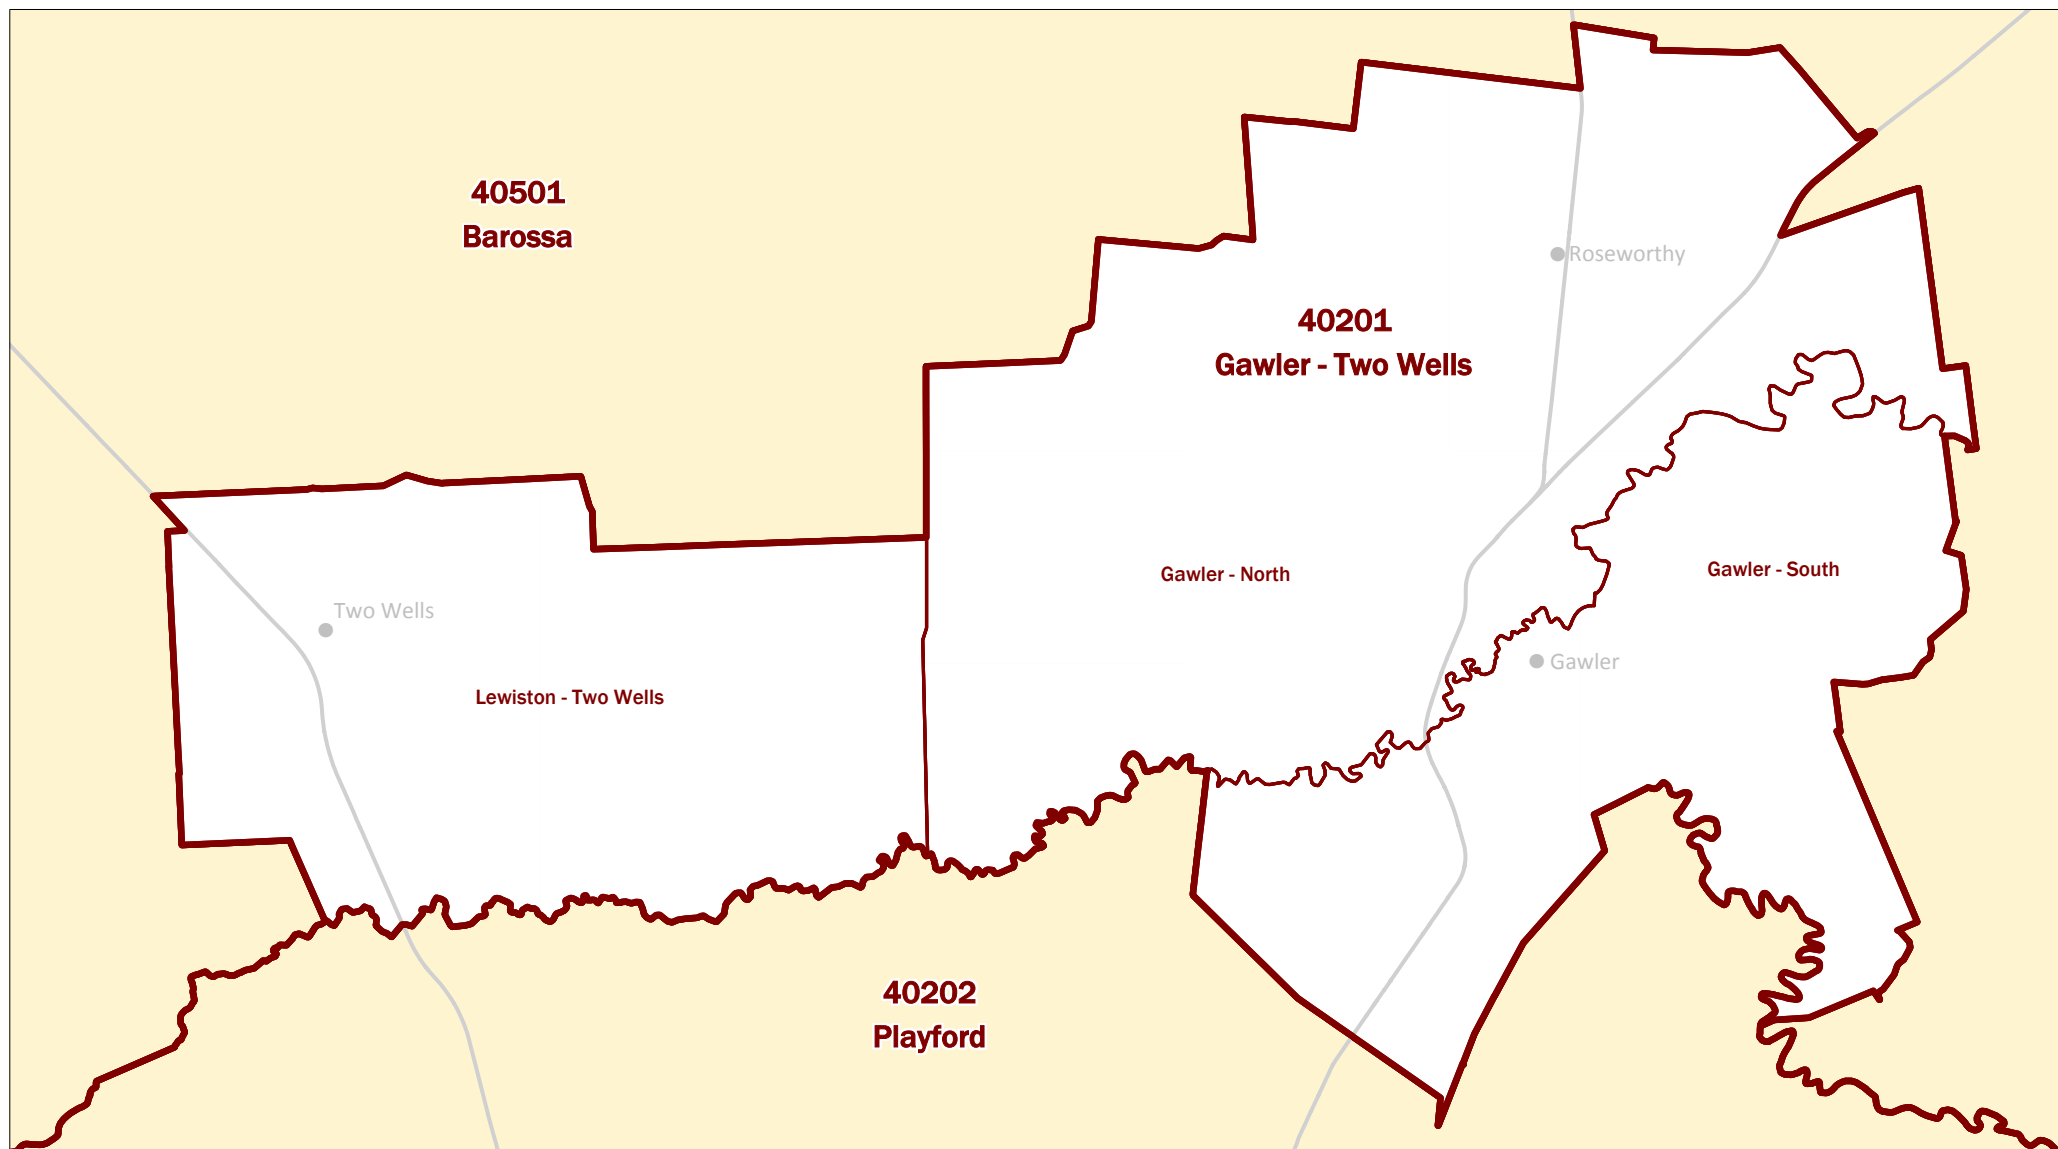 40501
Barossa
Roseworthy
40201
Gawler - Two Wells
Gawler - North
Gawler - South
Two Wells
Gawler
Lewiston - Two Wells
40202
Playford